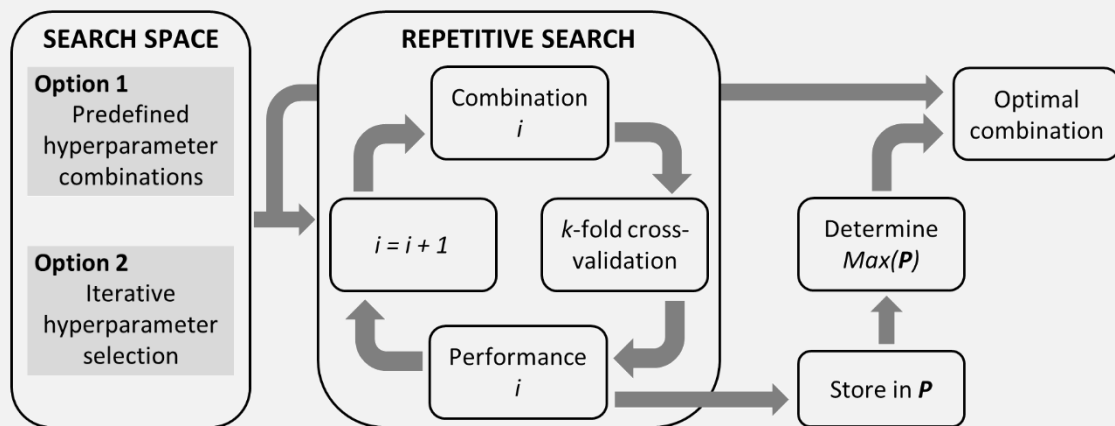 SEARCH SPACE
Option 1
Predefined
hyperparameter
combinations
Option 2
Iterative
hyperparameter
selection
REPETITIVE SEARCH
Combination
i
i = i + 1
k-fold cross-
validation
Performance
i
Optimal
combination
Determine
Max(P)
Store in P